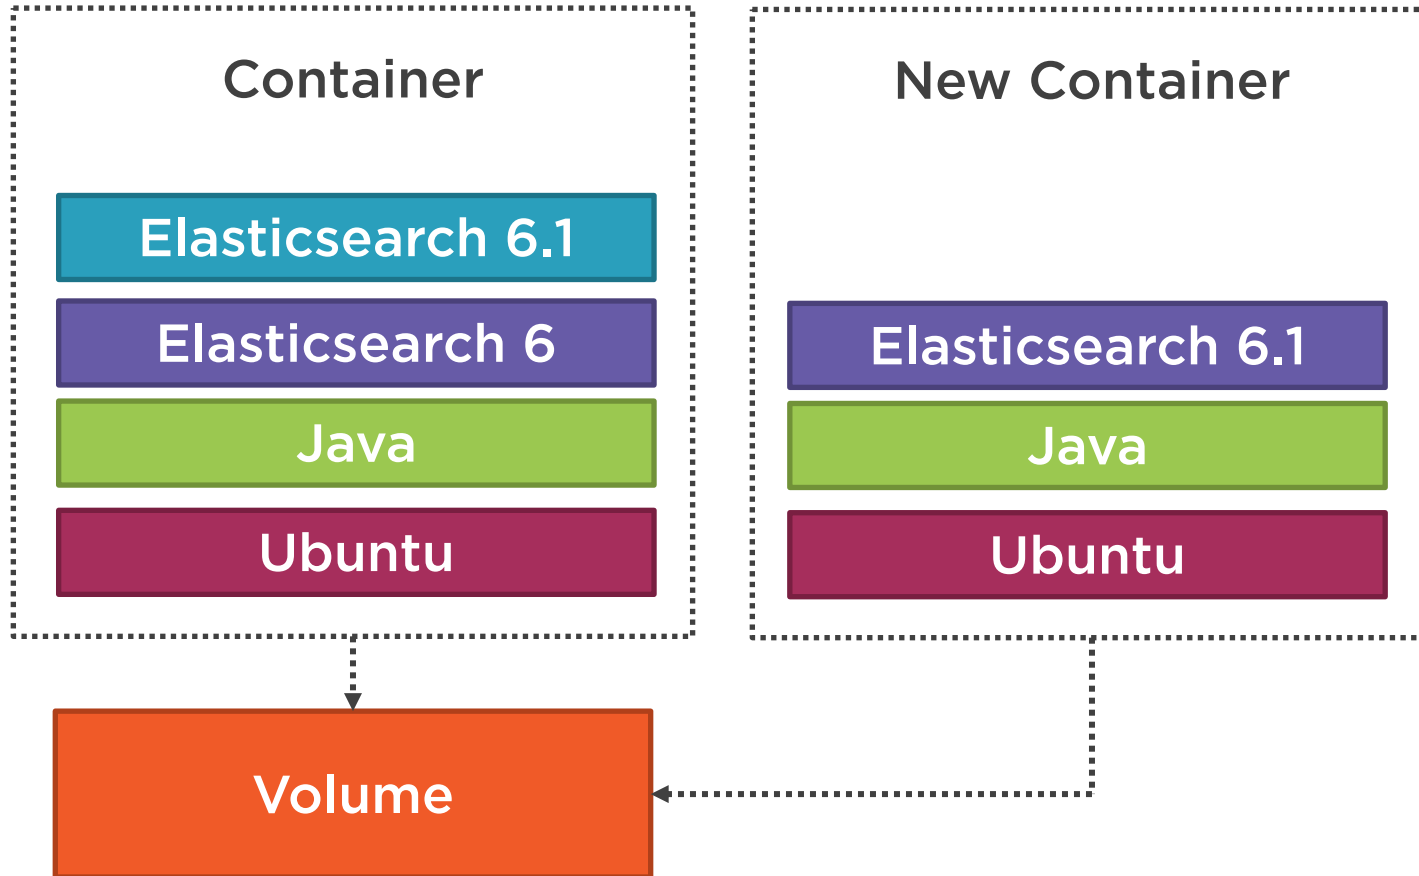 Container
Elasticsearch 6.1
Elasticsearch 6
Java
Ubuntu
Volume
New Container
Elasticsearch 6.1
Java
Ubuntu